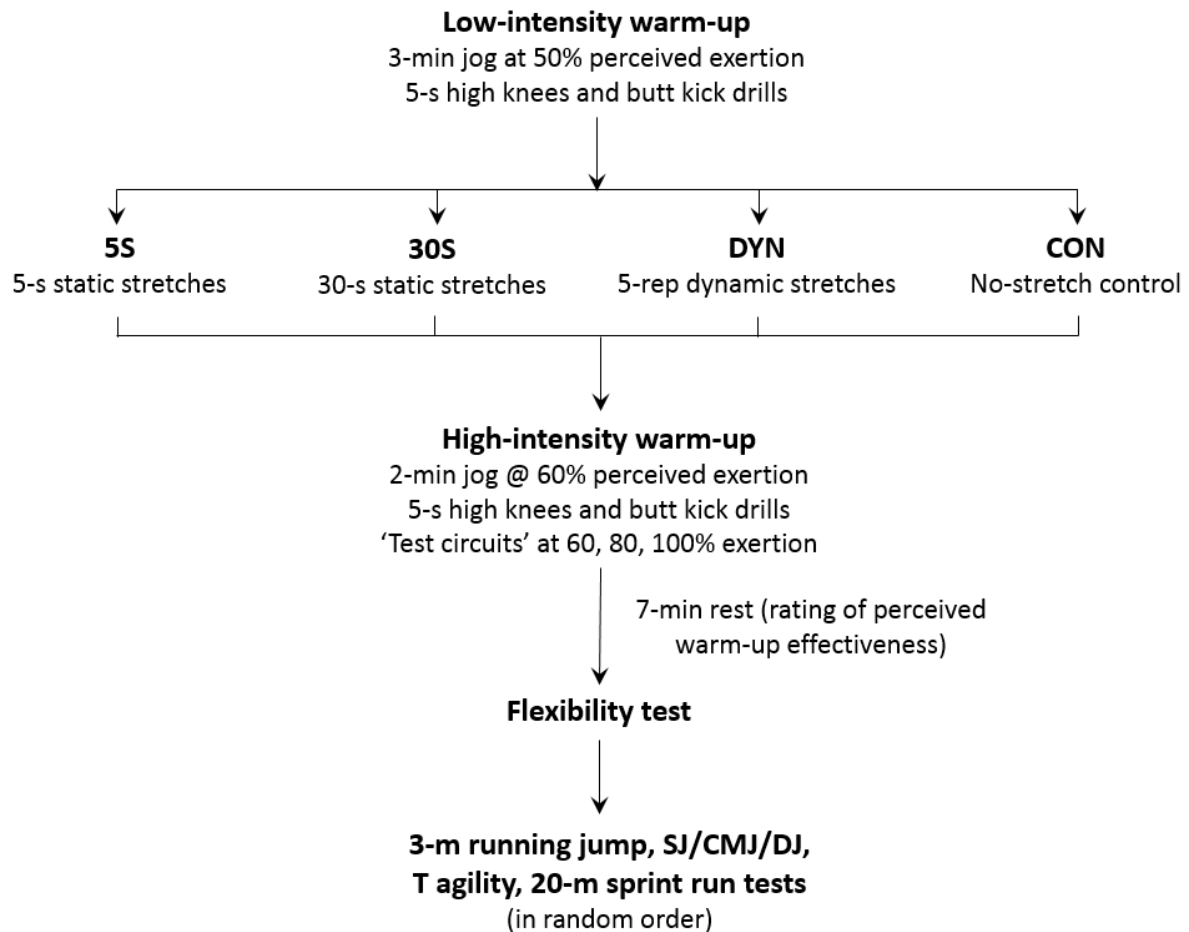 Low-intensity warm-up
3-min jog at 50% perceived exertion
5-s high knees and butt kick drills
5S
5-s static stretches
30S
30-s static stretches
DYN
5-rep dynamic stretches
CON
No-stretch control
High-intensity warm-up
2-min jog @ 60% perceived exertion
5-s high knees and butt kick drills
‘Test circuits’ at 60, 80, 100% exertion
7-min rest (rating of perceived
warm-up effectiveness)
Flexibility test
3-m running jump, SJ/CMJ/DJ,
T agility, 20-m sprint run tests
(in random order)